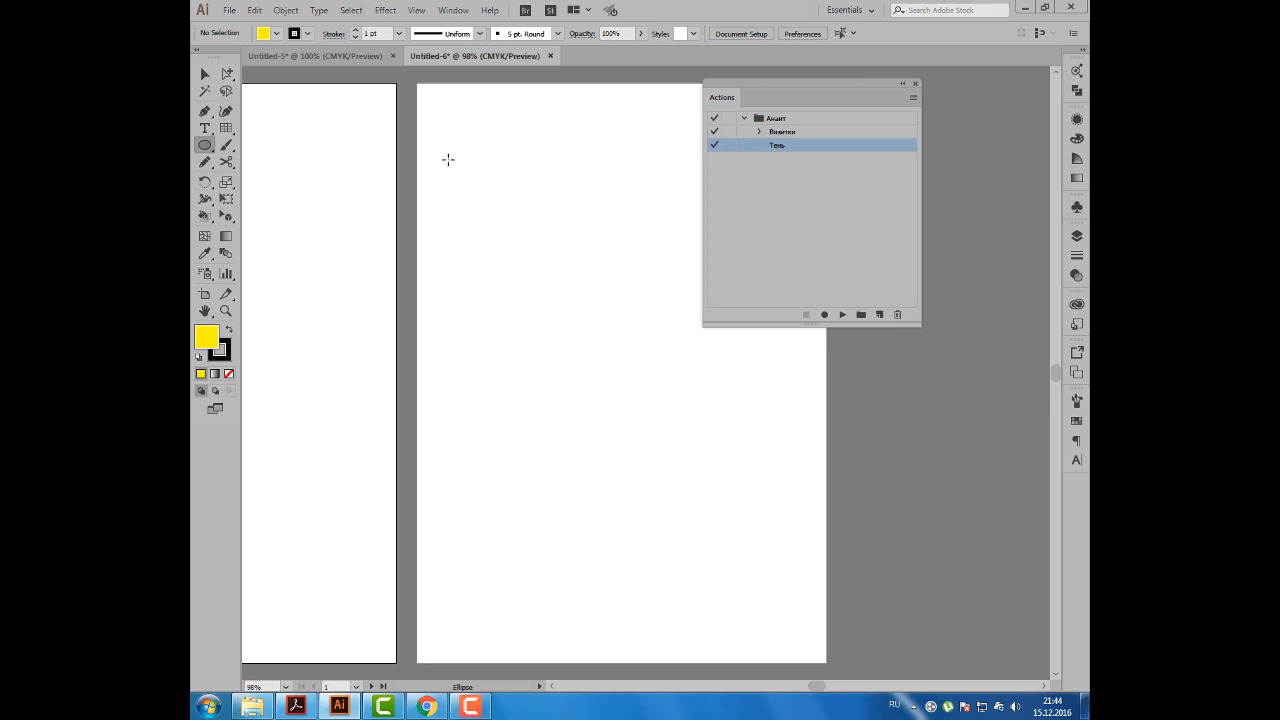 Ai File Edit Object Type Select Effect View Window Help Br St Essentials Search Adobe Stock
No Selection Stroke: 1 pt Uniform 5 pt. Round Opacity: 100% Style: Document Setup Preferences
Untitled-5* @ 100% (CMYK/Preview) Untitled-6* @ 98% (CMYK/Preview)
Actions
Анаит
Визитки
Тень
98% 1 Ellipse
Ai RU 21:44
15.12.2016